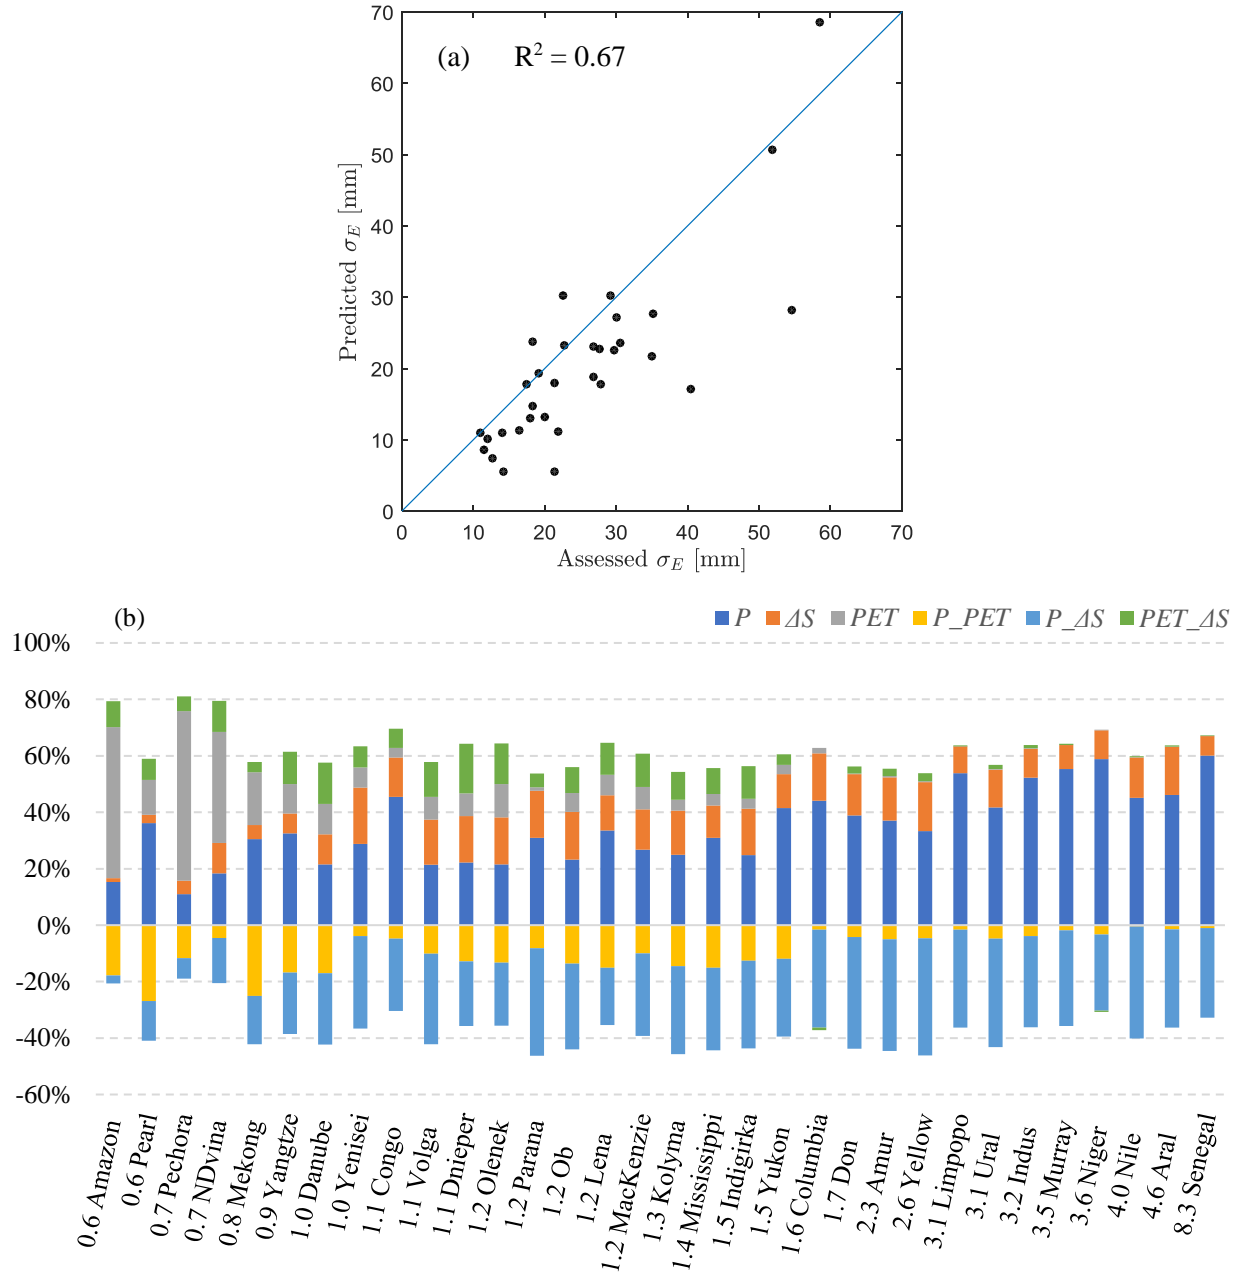 (a) R² = 0.67
70
60
50
40
30
20
10
0
Predicted σ_E [mm]
0 10 20 30 40 50 60 70
Assessed σ_E [mm]
(b)
P ΔS PET P_PET P_ΔS PET_ΔS
100%
80%
60%
40%
20%
0%
-20%
-40%
-60%
0.6 Amazon
0.6 Pearl
0.7 Pechora
0.7 NDvina
0.8 Mekong
0.9 Yangtze
1.0 Danube
1.0 Yenisei
1.1 Congo
1.1 Volga
1.1 Dnieper
1.2 Olenek
1.2 Parana
1.2 Ob
1.2 Lena
1.2 MacKenzie
1.3 Kolyma
1.4 Mississippi
1.5 Indigirka
1.5 Yukon
1.6 Columbia
1.7 Don
2.3 Amur
2.6 Yellow
3.1 Limpopo
3.1 Ural
3.2 Indus
3.5 Murray
3.6 Niger
4.0 Nile
4.6 Aral
8.3 Senegal